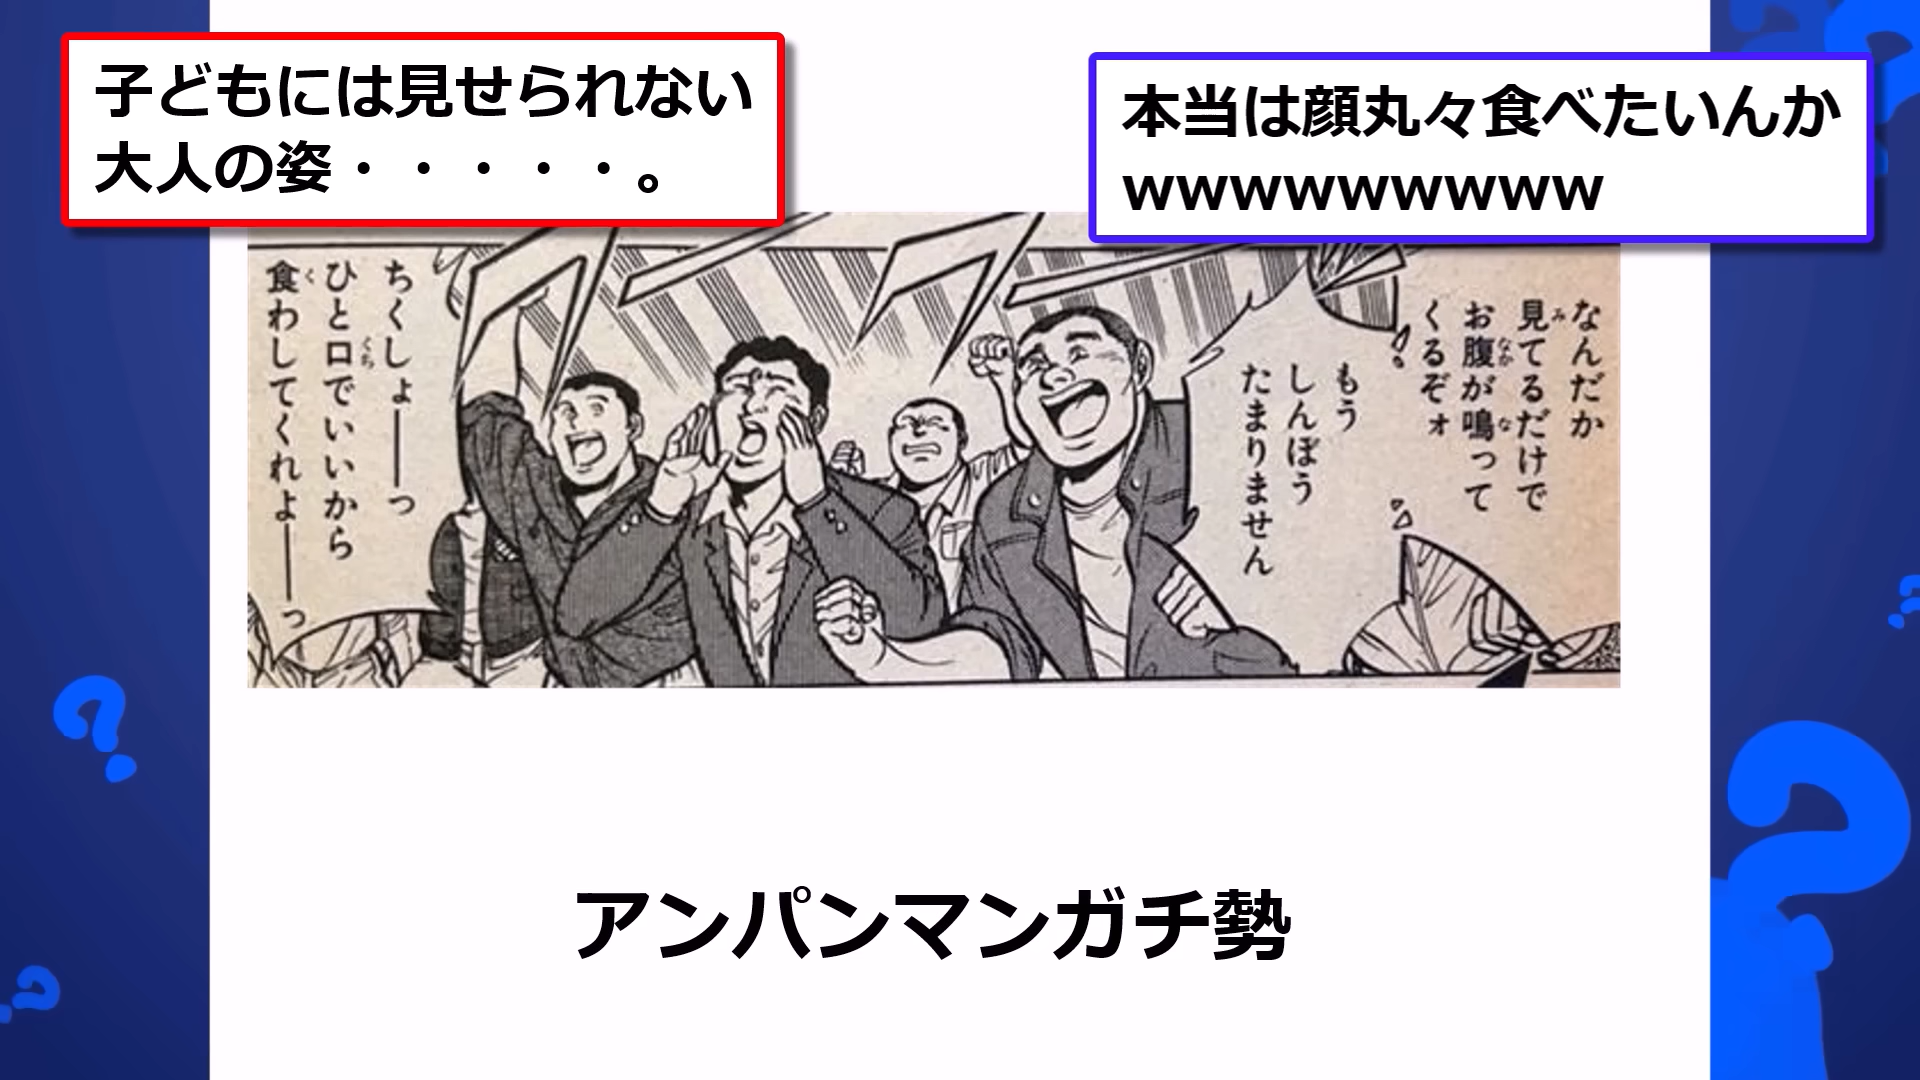 子どもには見せられない
大人の姿・・・・・。
本当は顔丸々食べたいんか
wwwwwwwww
なんだか
見てるだけで
お腹が鳴って
くるぞォ
もう
しんぼう
たまりません
ちくしょ――っ
ひと口でいいから
食わしてくれよ――っ
アンパンマンガチ勢